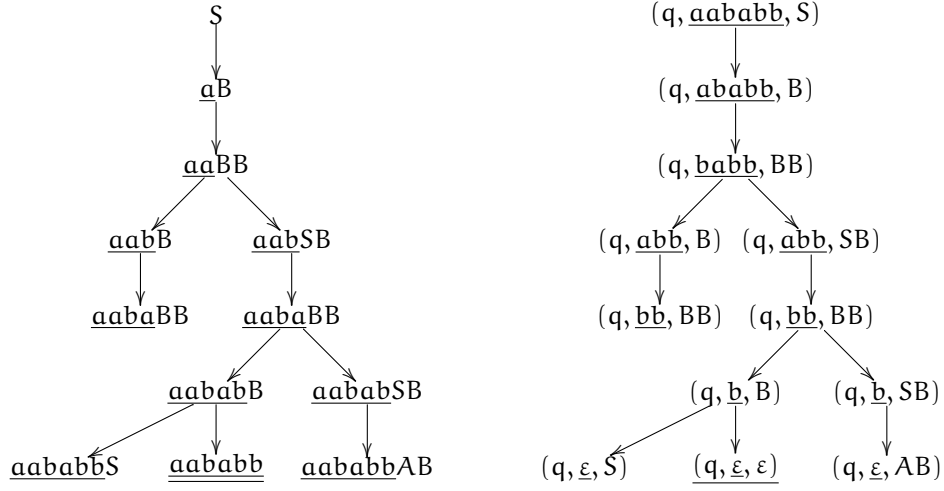 S (q, aababb, S)
aB (q, ababb, B)
aaBB (q, babb, BB)
aabB aabSB (q, abb, B) (q, abb, SB)
aabaBB aabaBB (q, bb, BB) (q, bb, BB)
aababB aababSB (q, b, B) (q, b, SB)
aababbS aababb aababbAB (q, ε, S) (q, ε, ε) (q, ε, AB)